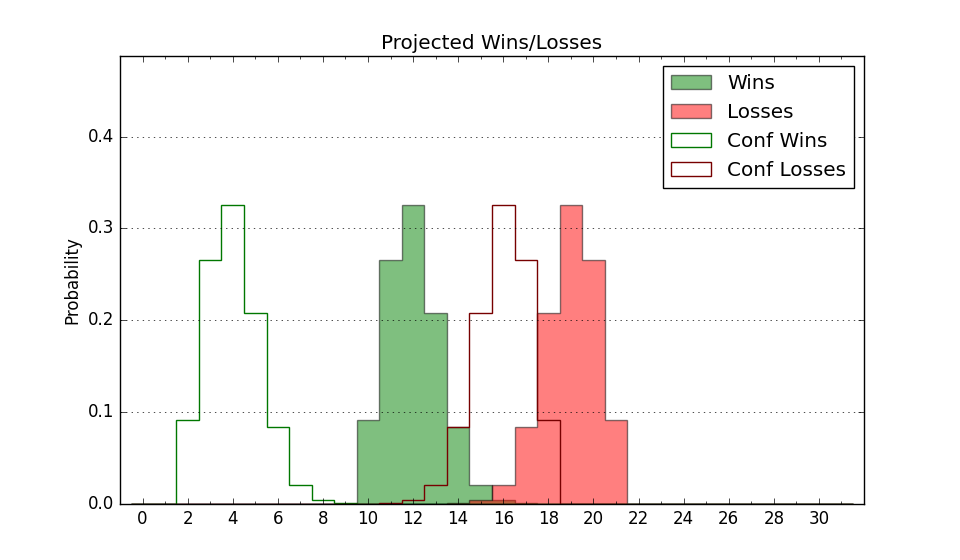 Projected Wins/Losses
Wins
Losses
Conf Wins
Conf Losses
Probability
0.4
0.3
0.2
0.1
0.0
0 2 4 6 8 10 12 14 16 18 20 22 24 26 28 30